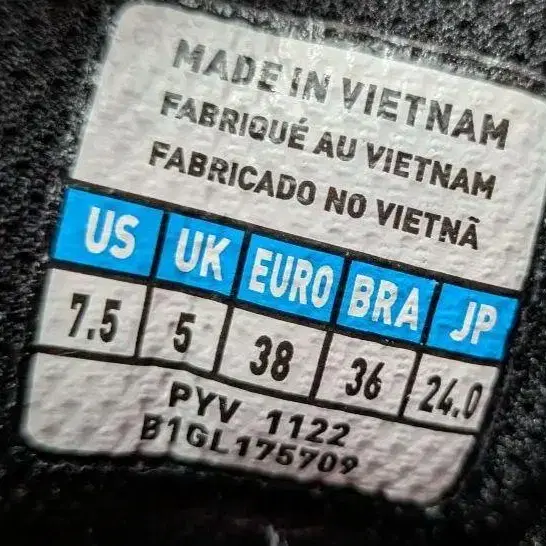 MADE IN VIETNAM
FABRIQUÉ AU VIETNAM
FABRICADO NO VIETNÃ
US UK EURO BRA JP
7.5 5 38 36 24.0
PYV 1122
B1GL175709